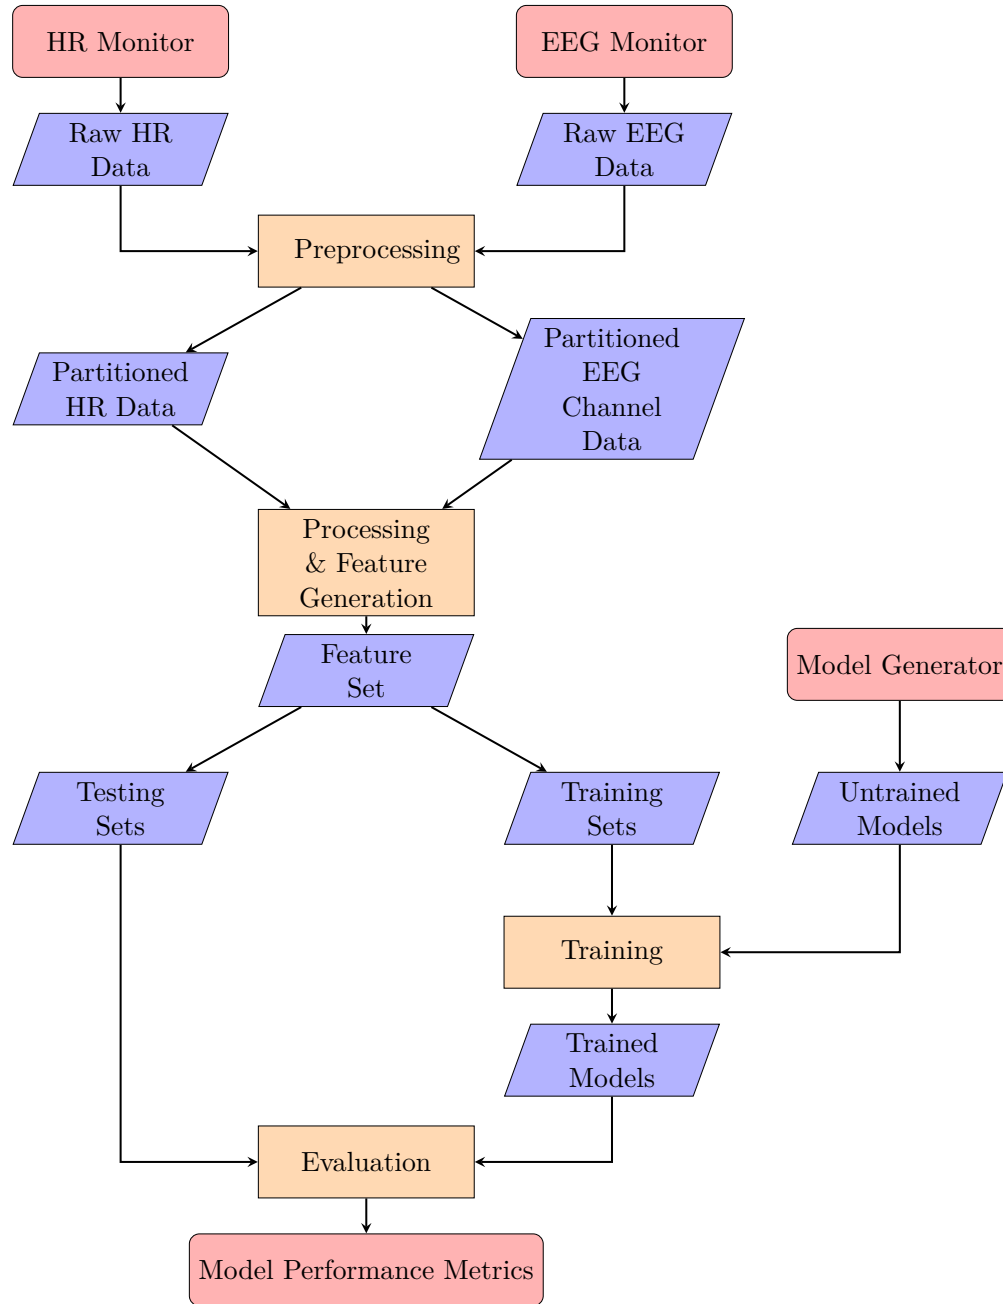 HR Monitor
EEG Monitor
Raw HR
Data
Raw EEG
Data
Preprocessing
Partitioned
HR Data
Partitioned
EEG
Channel
Data
Processing
& Feature
Generation
Feature
Set
Model Generator
Testing
Sets
Training
Sets
Untrained
Models
Training
Trained
Models
Evaluation
Model Performance Metrics